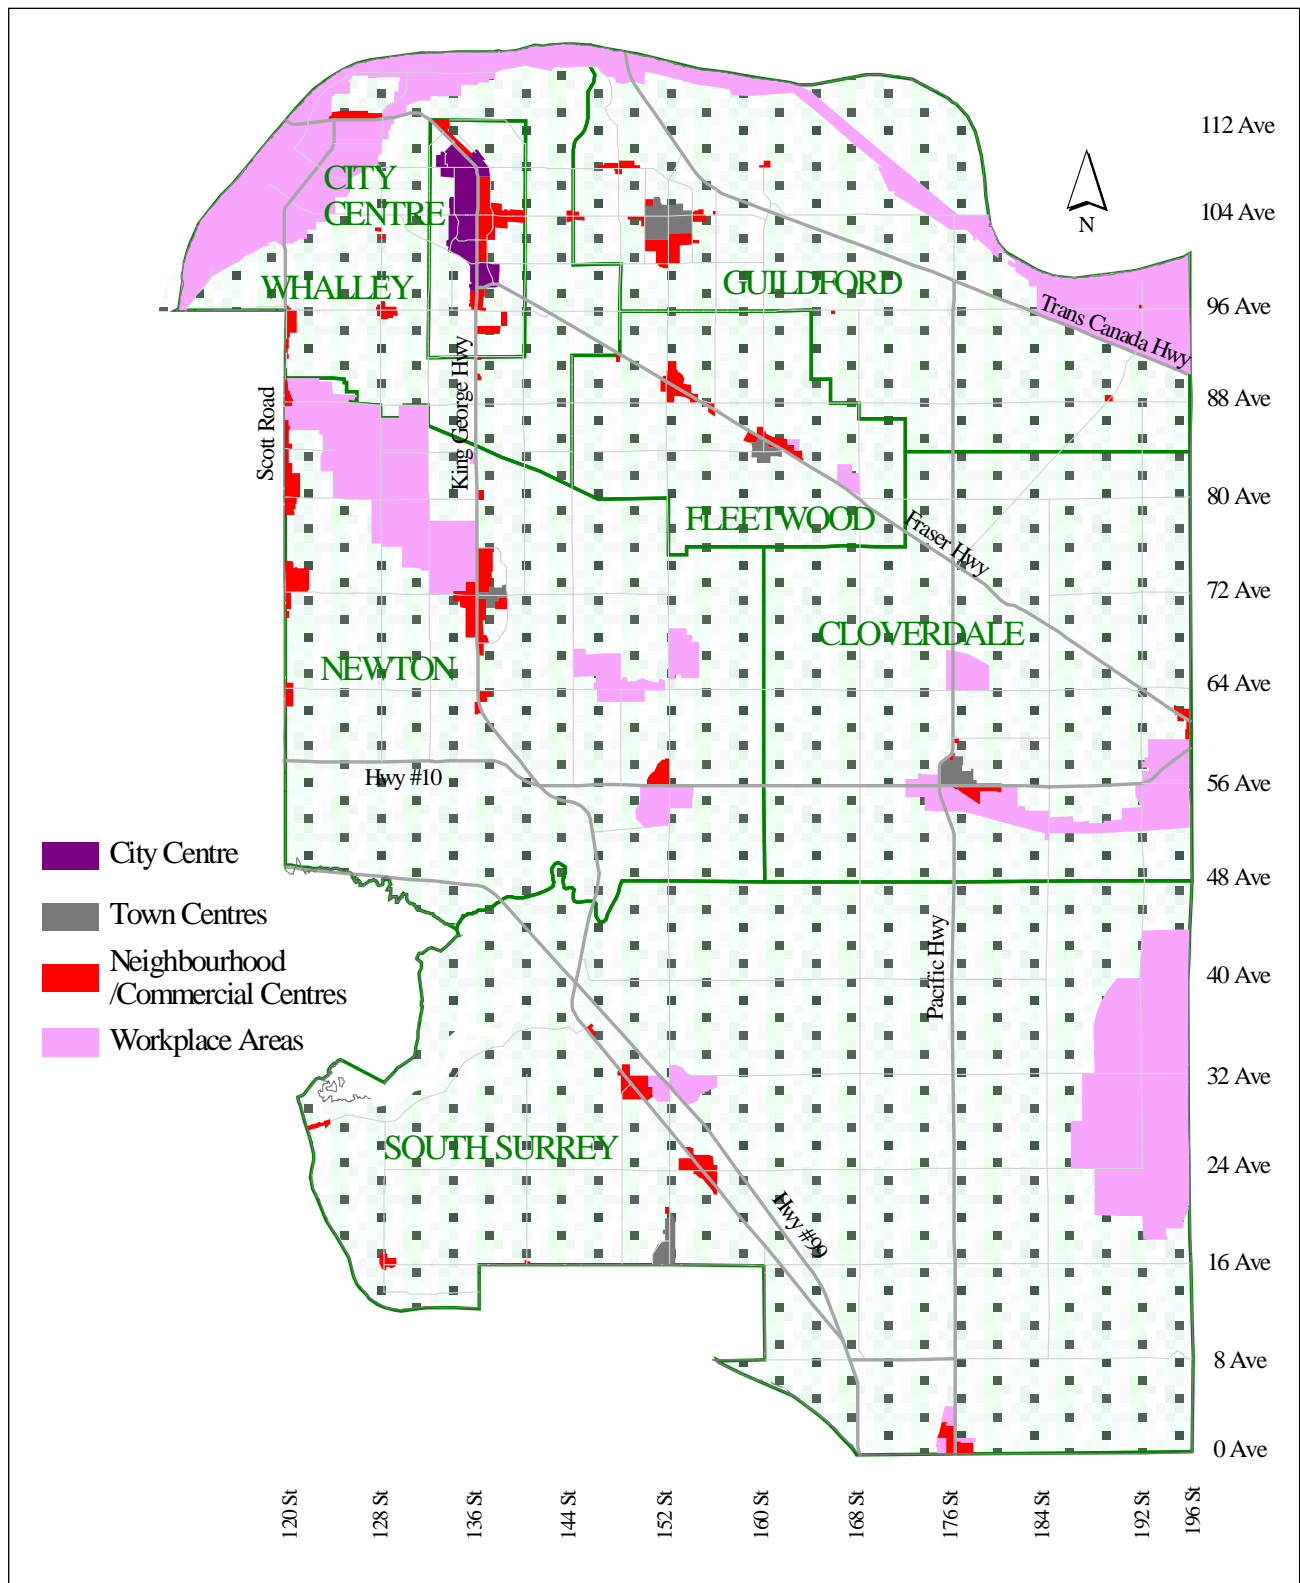 112 Ave
CITY
CENTRE
104 Ave
N
WHALLEY
GUILDFORD
96 Ave
Trans Canada Hwy
King George Hwy
Scott Road
88 Ave
80 Ave
FLEETWOOD
Fraser Hwy
72 Ave
CLOVERDALE
NEWTON
64 Ave
Hwy #10
56 Ave
City Centre
48 Ave
Town Centres
Pacific Hwy
Neighbourhood
/Commercial Centres
40 Ave
Workplace Areas
32 Ave
SOUTH SURREY
24 Ave
Hwy #99
16 Ave
8 Ave
0 Ave
120 St
128 St
136 St
144 St
152 St
160 St
168 St
176 St
184 St
192 St
196 St